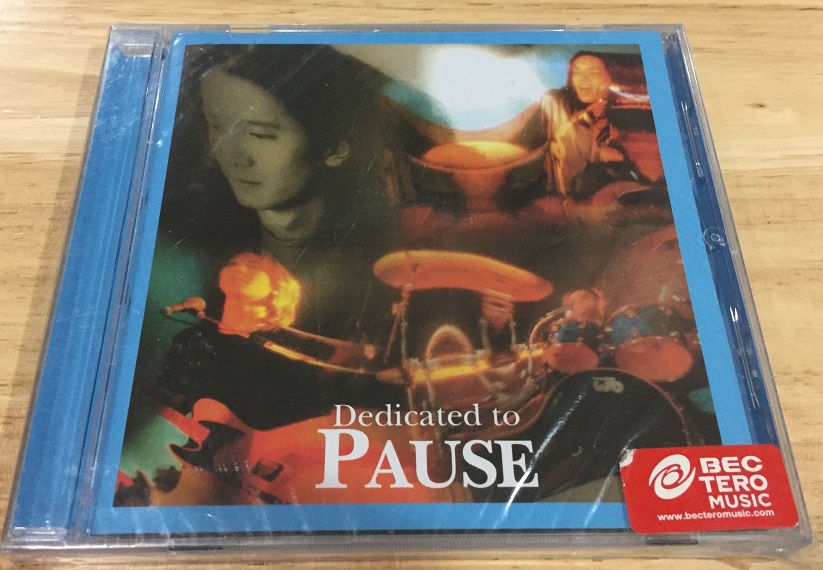 Dedicated to
PAUSE
BEC
TERO
MUSIC
www.becteromusic.com